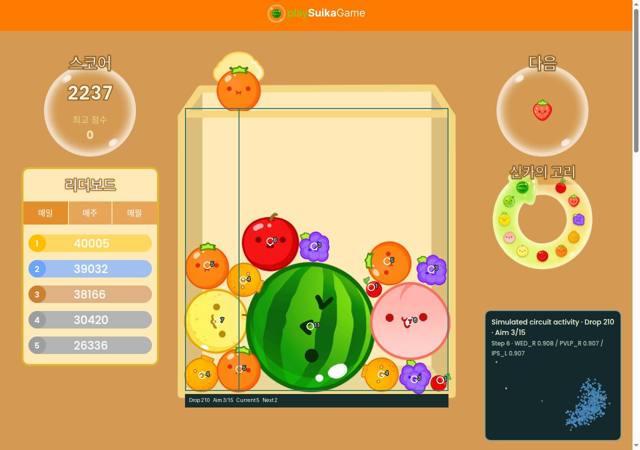 playSuikaGame
스코어
2237
최고 점수
0
리더보드
매일
매주
매월
1 40005
2 39032
3 38166
4 30420
5 26336
다음
산카의 고리
Simulated circuit activity · Drop 210
· Aim 3/15
Step 6 · WED_R 0.908 / PVLP_R 0.907 /
IPS_L 0.907
Drop 210 Aim 3/15 Current 5 Next 2